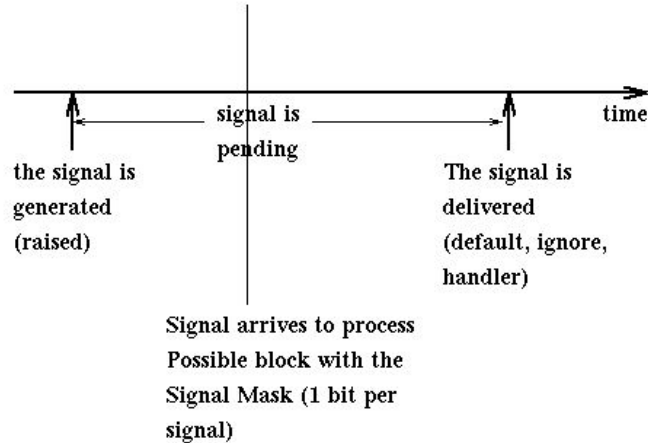 time
signal is
pending
the signal is
generated
(raised)
The signal is
delivered
(default, ignore,
handler)
Signal arrives to process
Possible block with the
Signal Mask (1 bit per
signal)